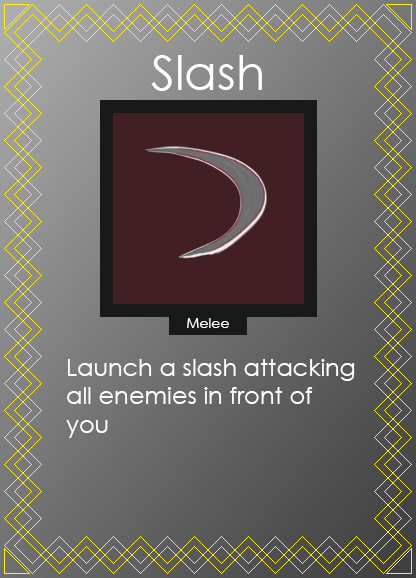 Slash
Melee
Launch a slash attacking
all enemies in front of
you